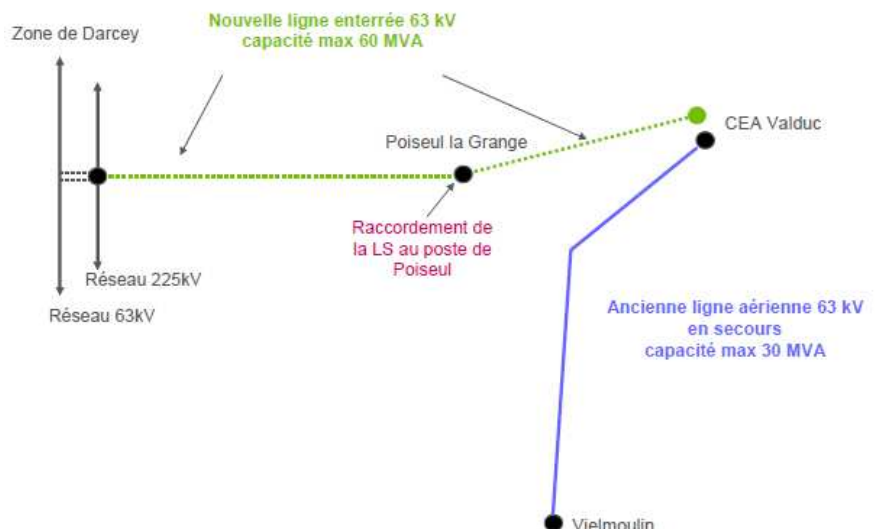 Nouvelle ligne enterrée 63 kV
capacité max 60 MVA
Zone de Darcey
CEA Valduc
Poiseul la Grange
Raccordement de
la LS au poste de
Poiseul
Réseau 225kV
Réseau 63kV
Ancienne ligne aérienne 63 kV
en secours
capacité max 30 MVA
Vielmoulin